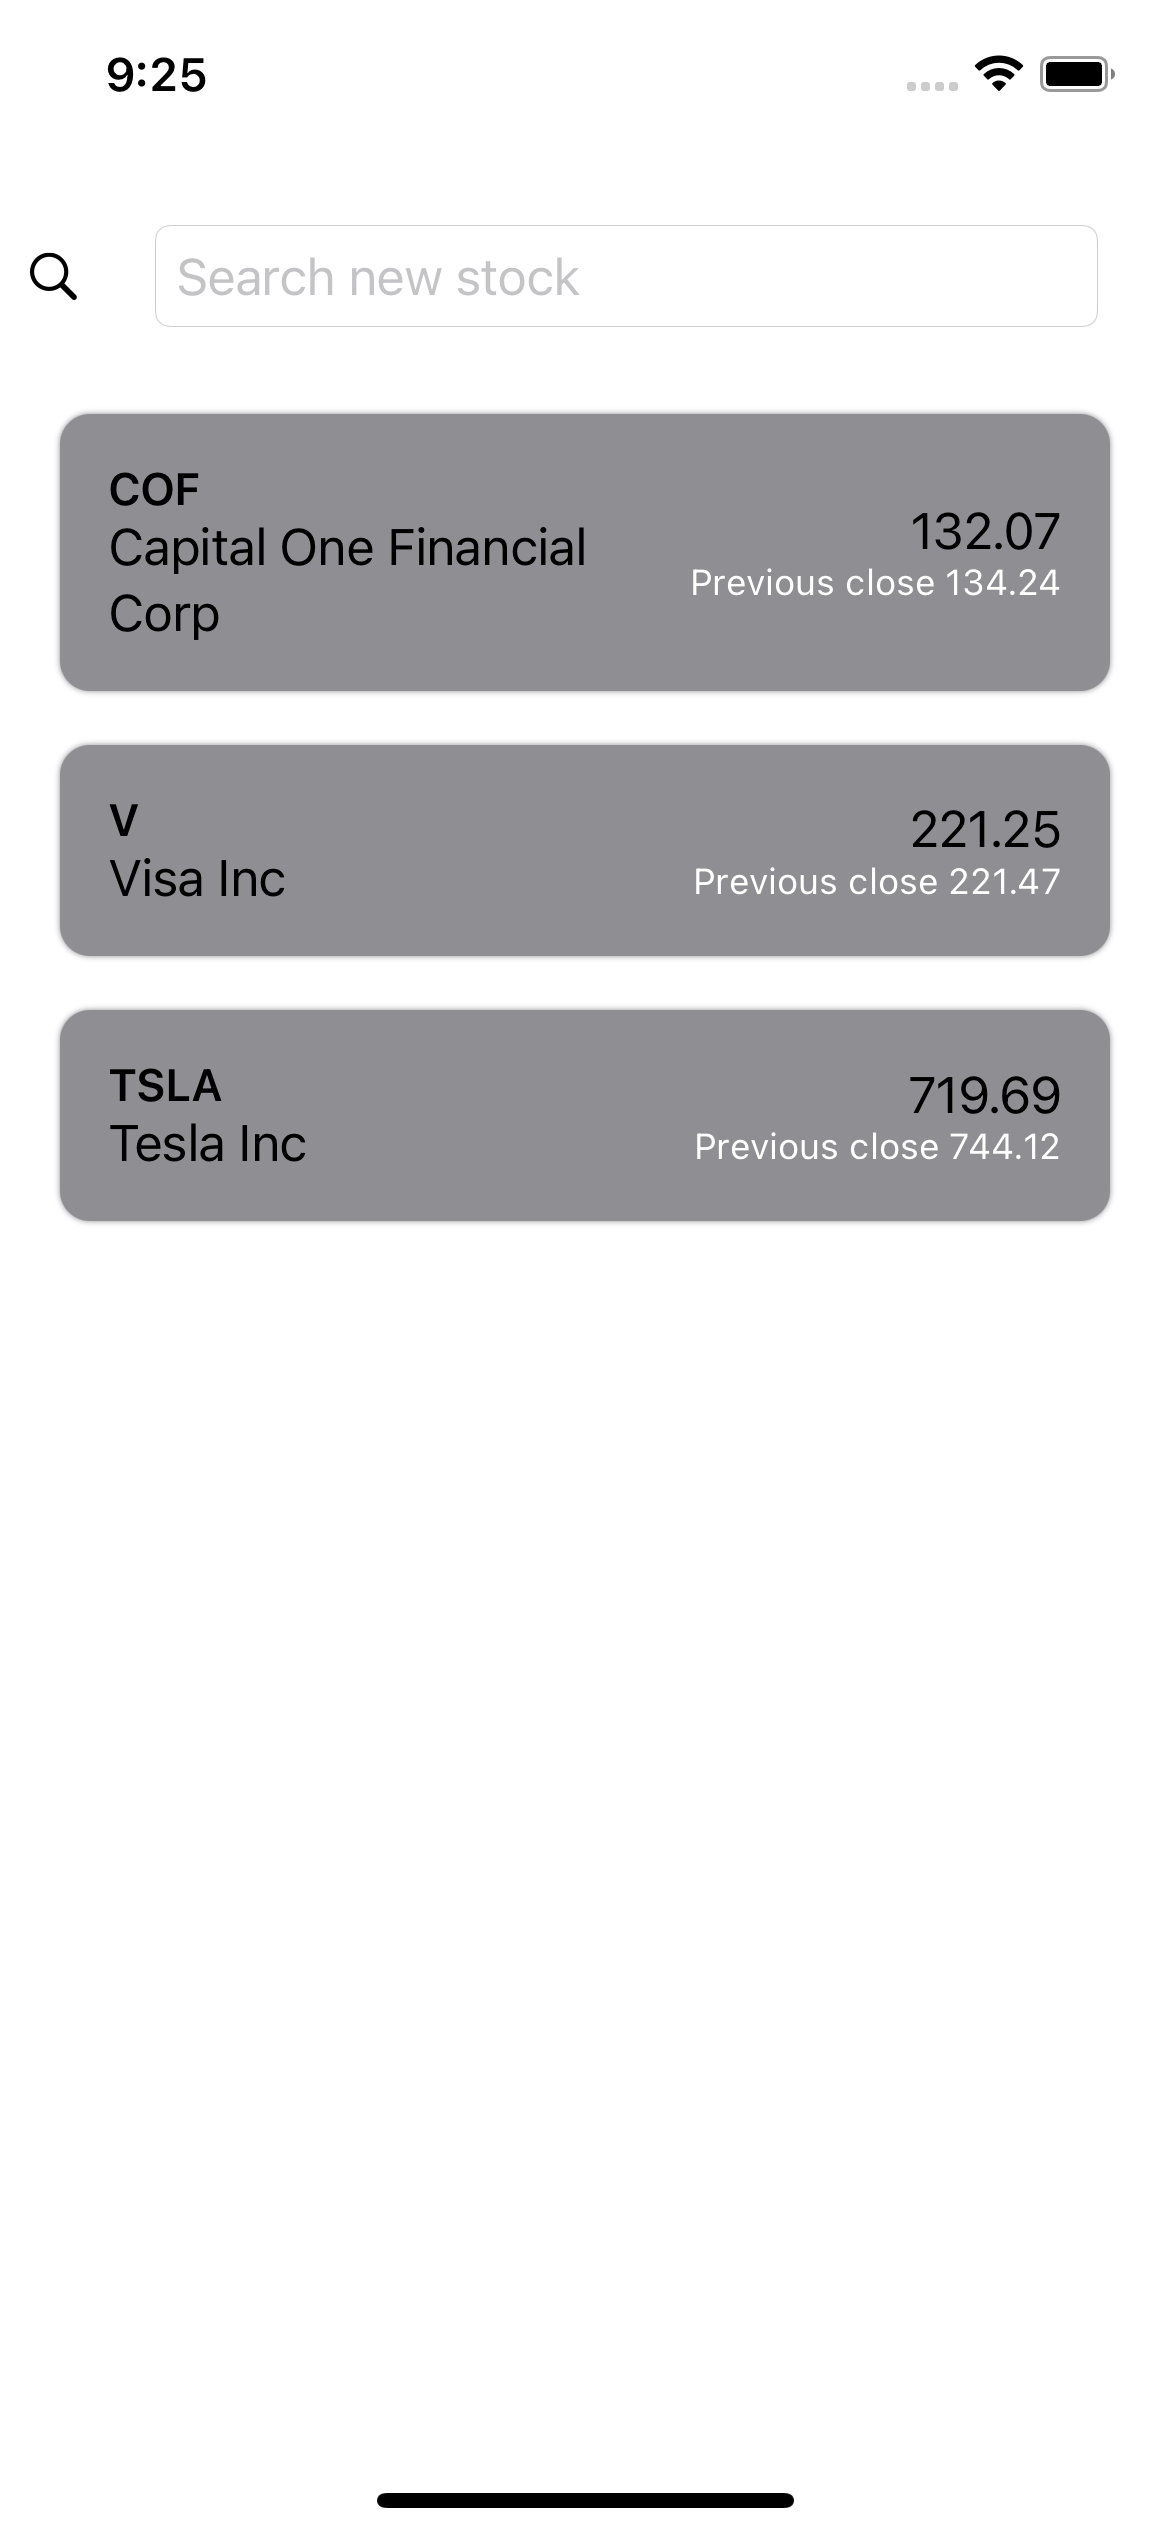 9:25
Search new stock
COF
Capital One Financial
Corp
132.07
Previous close 134.24
V
Visa Inc
221.25
Previous close 221.47
TSLA
Tesla Inc
719.69
Previous close 744.12